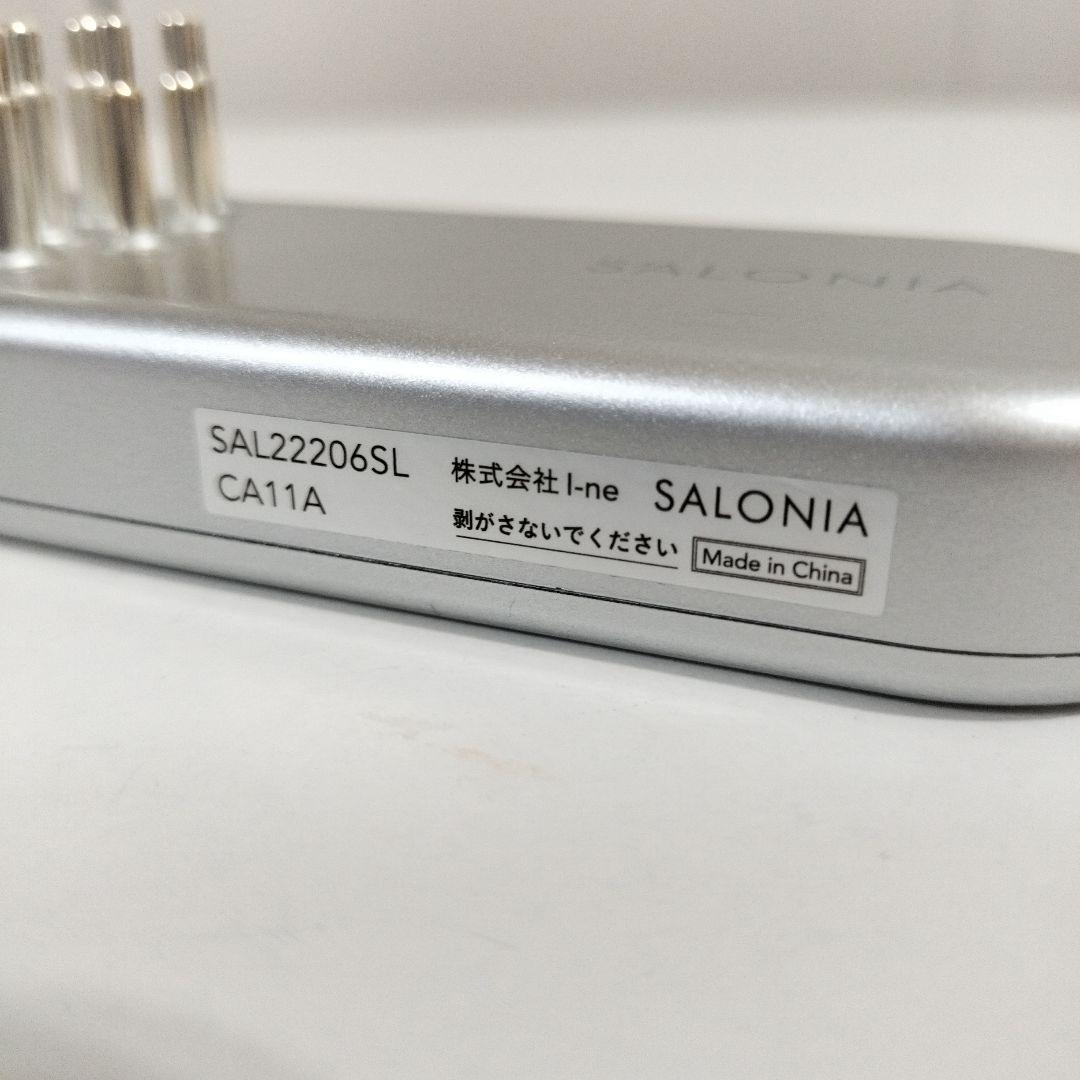 SALONIA
SAL22206SL
CA11A
株式会社 I-ne
SALONIA
剥がさないでください
Made in China